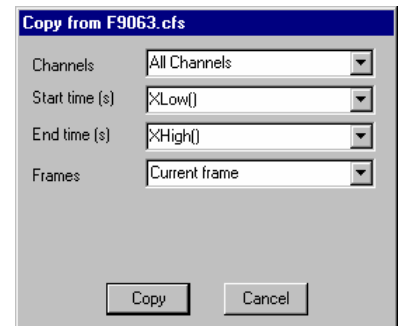 Copy from F9063.cfs
Channels All Channels
Start time (s) XLow()
End time (s) XHigh()
Frames Current frame
Copy Cancel